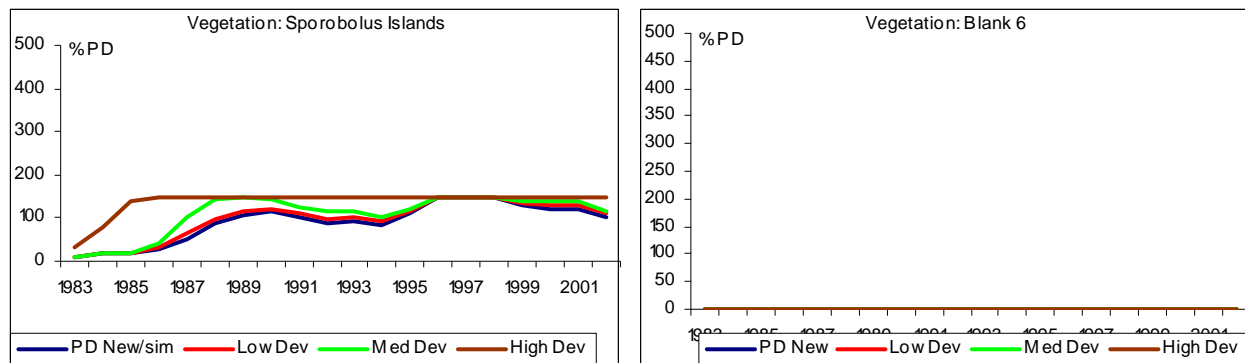 Vegetation: Sporobolus Islands
%PD
500
400
300
200
100
0
1983 1985 1987 1989 1991 1993 1995 1997 1999 2001
PD New/sim Low Dev Med Dev High Dev
Vegetation: Blank 6
%PD
500
450
400
350
300
250
200
150
100
50
0
1983 1985 1987 1989 1991 1993 1995 1997 1999 2001
PD New Low Dev Med Dev High Dev